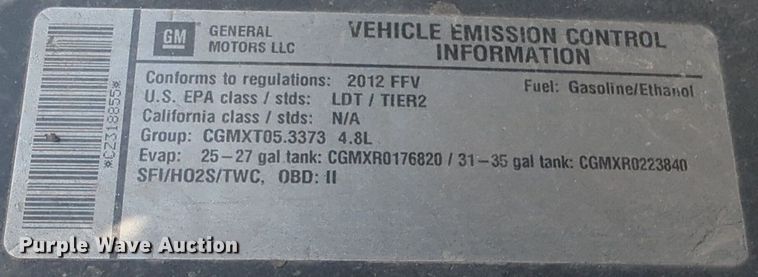 GM
GENERAL MOTORS LLC
VEHICLE EMISSION CONTROL
INFORMATION
Conforms to regulations: 2012 FFV
Fuel: Gasoline/Ethanol
U.S. EPA class / stds: LDT / TIER2
California class / stds: N/A
Group: CGMXT05.3373 4.8L
Evap: 25-27 gal tank: CGMXR0176820 / 31-35 gal tank: CGMXR0223840
SFI/HO2S/TWC, OBD: II
*CZ318855*
Purple Wave Auction